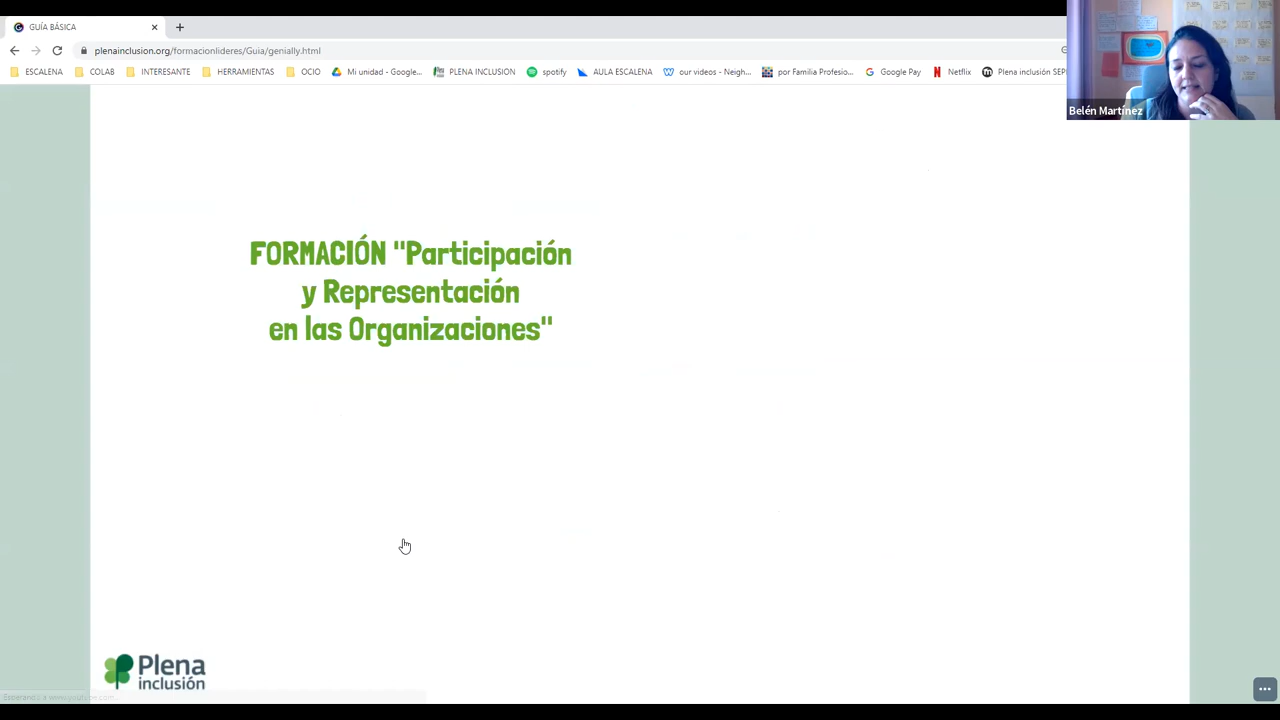 GUÍA BÁSICA
plenainclusion.org/formacionlideres/Guia/genially.html
ESCALENA COLAB INTERESANTE HERRAMIENTAS OCIO Mi unidad - Google... PLENA INCLUSION spotify AULA ESCALENA our videos - Neigh... por Familia Profesio... Google Pay Netflix Plena inclusión SEP
Belén Martínez
FORMACIÓN "Participación
y Representación
en las Organizaciones"
Plena
inclusión